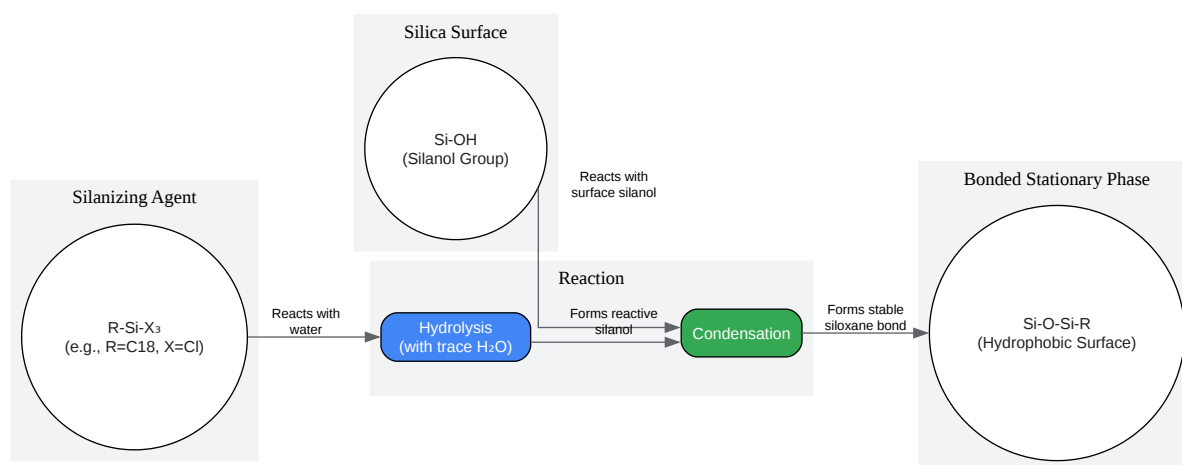 Silica Surface
Si-OH
(Silanol Group)
Reacts with
surface silanol
Silanizing Agent
R-Si-X₃
(e.g., R=C18, X=Cl)
Reacts with
water
Reaction
Hydrolysis
(with trace H₂O)
Forms reactive
silanol
Condensation
Forms stable
siloxane bond
Bonded Stationary Phase
Si-O-Si-R
(Hydrophobic Surface)